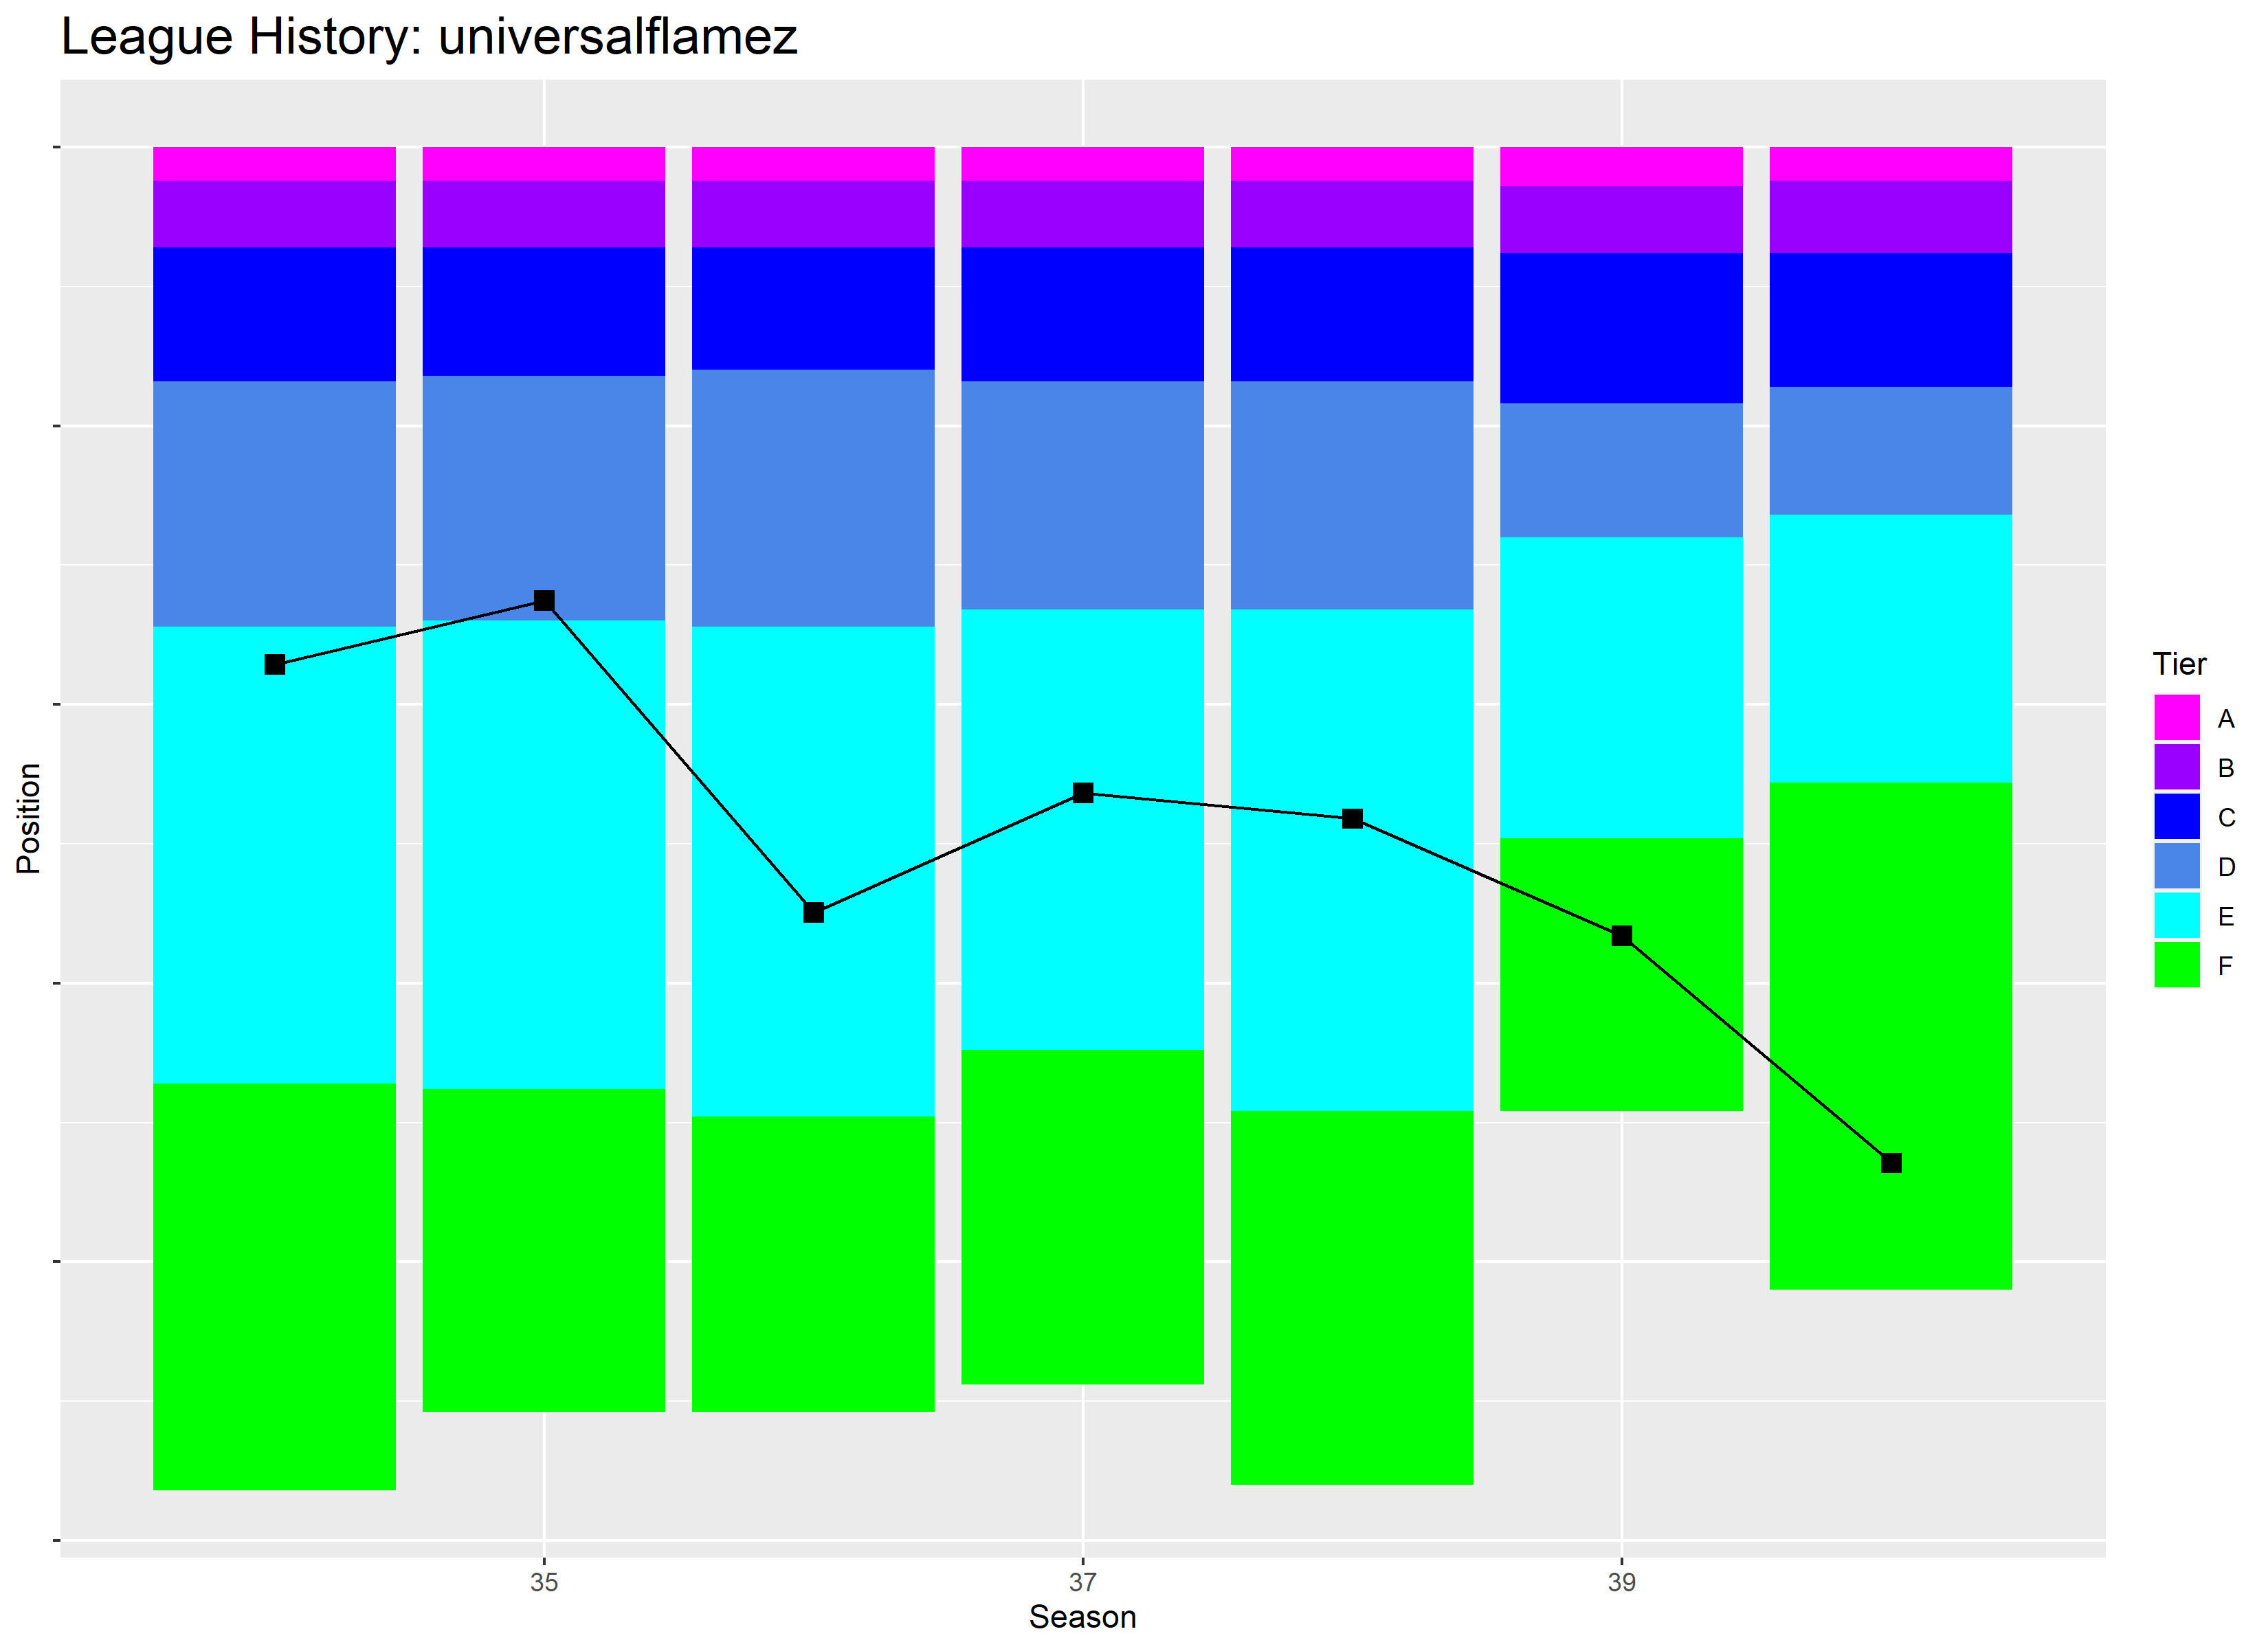 League History: universalflamez
Position
35
37
39
Season
Tier
A
B
C
D
E
F